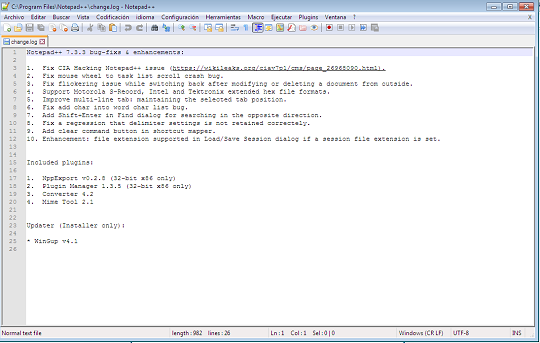 C:\Program Files\Notepad++\change.log - Notepad++
Archivo Editar Buscar Vista Codificación idioma Configuración Herramientas Macro Ejecutar Plugins Ventana ? X
change.log
1 Notepad++ 7.3.3 bug-fixs & enhancements:
2
3 1. Fix CIA Hacking Notepad++ issue (https://wikileaks.org/ciav7p1/cms/page_26968090.html).
4 2. Fix mouse wheel to task list scroll crash bug.
5 3. Fix flickering issue while switching back after modifying or deleting a document from outside.
6 4. Support Motorola S-Record, Intel and Tektronix extended hex file formats.
7 5. Improve multi-line tab: maintaining the selected tab position.
8 6. Fix add char into word char list bug.
9 7. Add Shift-Enter in Find dialog for searching in the opposite direction.
10 8. Fix a regression that delimiter settings is not retained correctely.
11 9. Add clear command button in shortcut mapper.
12 10. Enhancement: file extension supported in Load/Save Session dialog if a session file extension is set.
13
14
15 Included plugins:
16
17 1. NppExport v0.2.8 (32-bit x86 only)
18 2. Plugin Manager 1.3.5 (32-bit x86 only)
19 3. Converter 4.2
20 4. Mime Tool 2.1
21
22
23 Updater (Installer only):
24
25 * WinGup v4.1
26
Normal text file length : 982 lines : 26 Ln : 1 Col : 1 Sel : 0 | 0 Windows (CR LF) UTF-8 INS